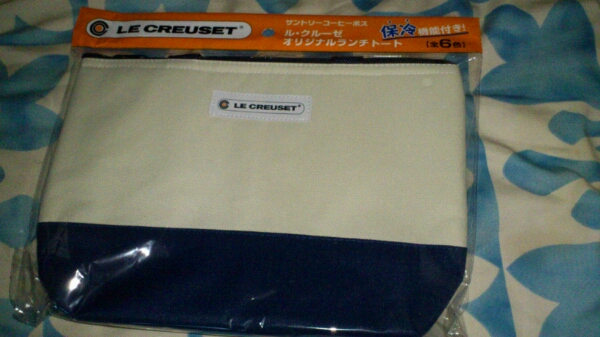 LE CREUSET
サントリーコーヒーボス
ル・クルーゼ
オリジナルランチトート
保冷機能付き!
[全6色]
LE CREUSET